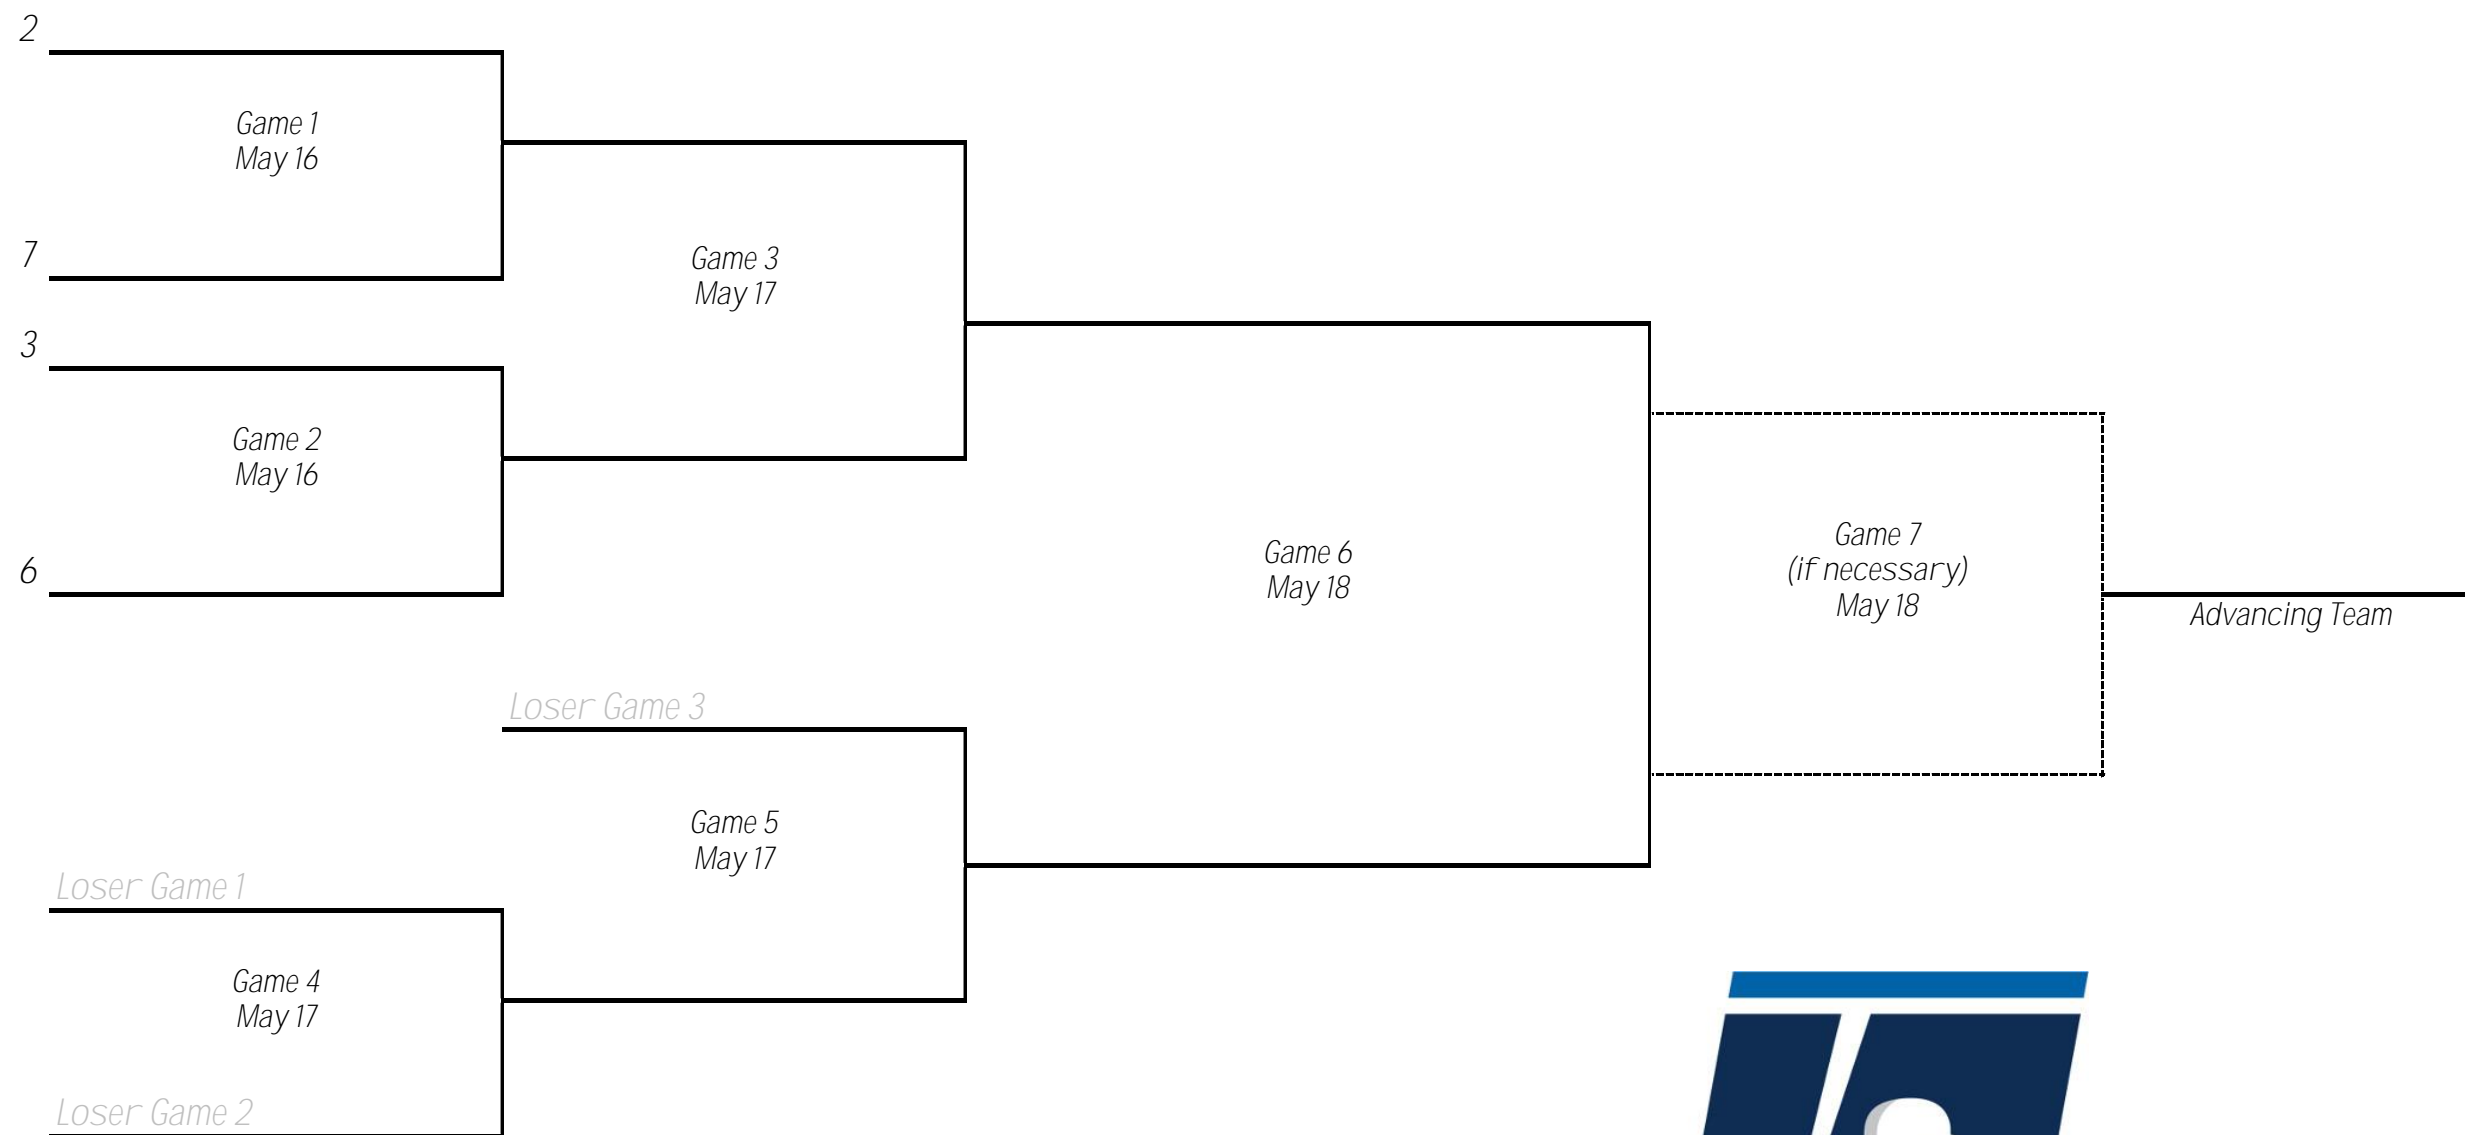 2
Game 1
May 16
7
Game 3
May 17
3
Game 2
May 16
6
Game 6
May 18
Game 7
(if necessary)
May 18
Advancing Team
Loser Game 3
Game 5
May 17
Loser Game 1
Game 4
May 17
Loser Game 2